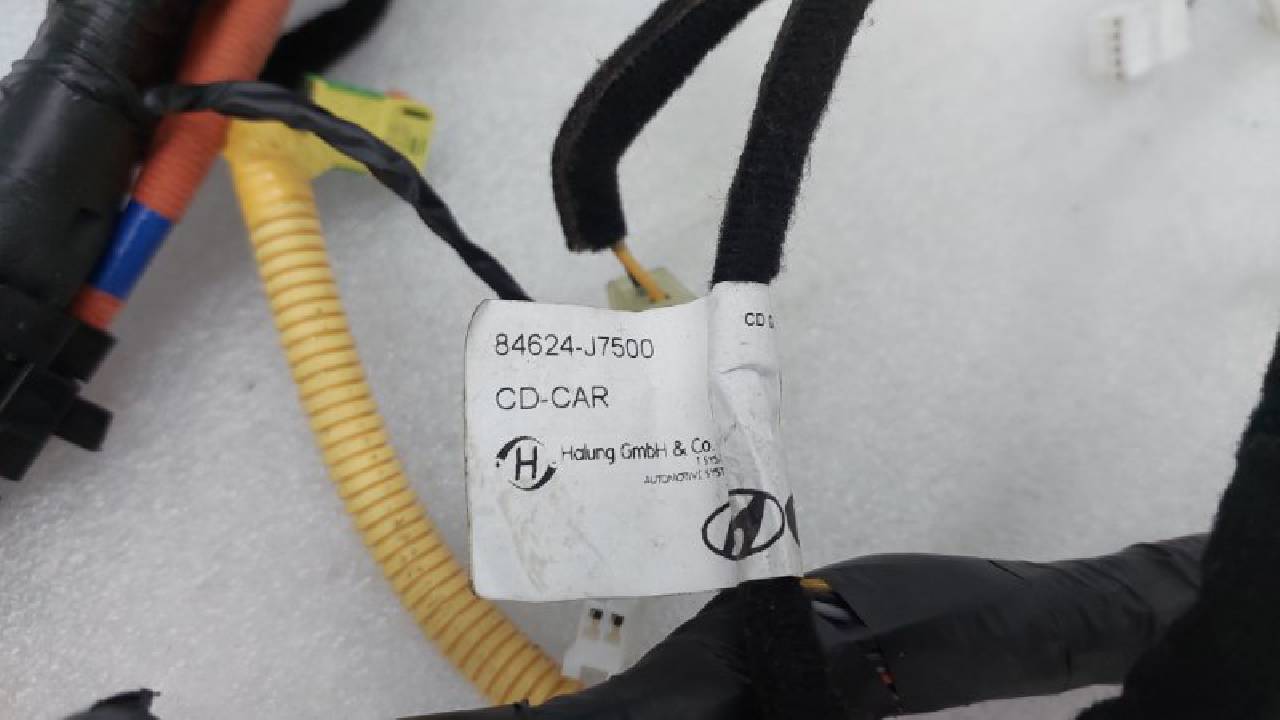 84624-J7500
CD-CAR
CD
H Halung GmbH & Co.
AUTOMOTIVE SYST